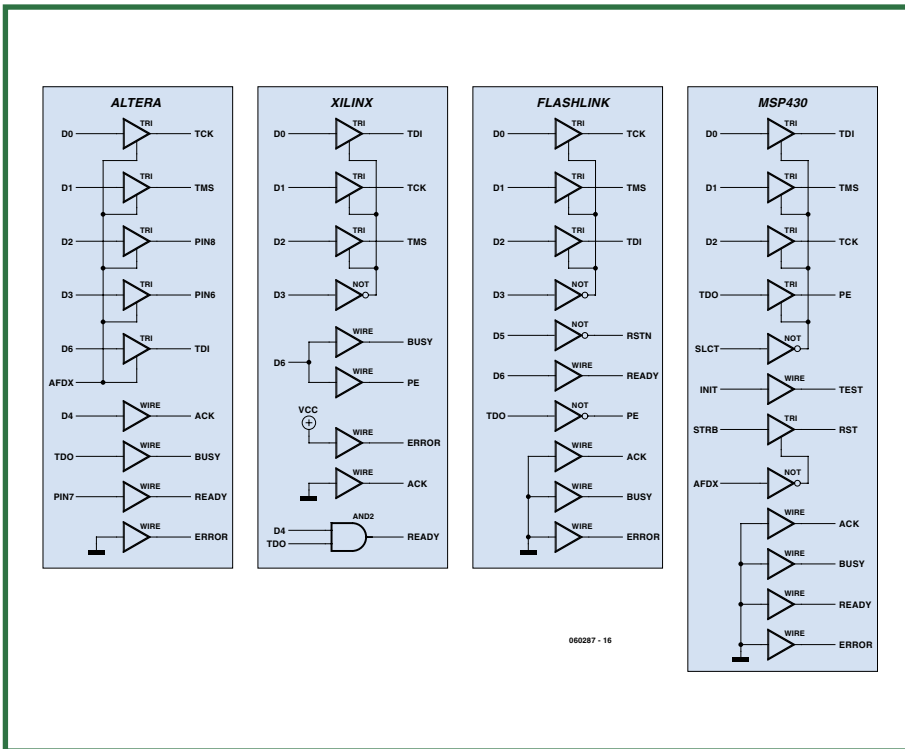 ALTERA
TRI
D0 TCK
TRI
D1 TMS
TRI
D2 PIN8
TRI
D3 PIN6
TRI
D6 TDI
AFDX
WIRE
D4 ACK
WIRE
TDO BUSY
WIRE
PIN7 READY
WIRE
ERROR
XILINX
TRI
D0 TDI
TRI
D1 TCK
TRI
D2 TMS
NOT
D3
WIRE
BUSY
D6
WIRE
PE
VCC
WIRE
ERROR
WIRE
ACK
AND2
D4
TDO
READY
FLASHLINK
TRI
D0 TCK
TRI
D1 TMS
TRI
D2 TDI
NOT
D3
NOT
D5 RSTN
WIRE
D6 READY
NOT
TDO PE
WIRE
ACK
WIRE
BUSY
WIRE
ERROR
MSP430
TRI
D0 TDI
TRI
D1 TMS
TRI
D2 TCK
TRI
TDO PE
NOT
SLCT
WIRE
INIT TEST
TRI
STRB RST
NOT
AFDX
WIRE
ACK
WIRE
BUSY
WIRE
READY
WIRE
ERROR
060287 - 16